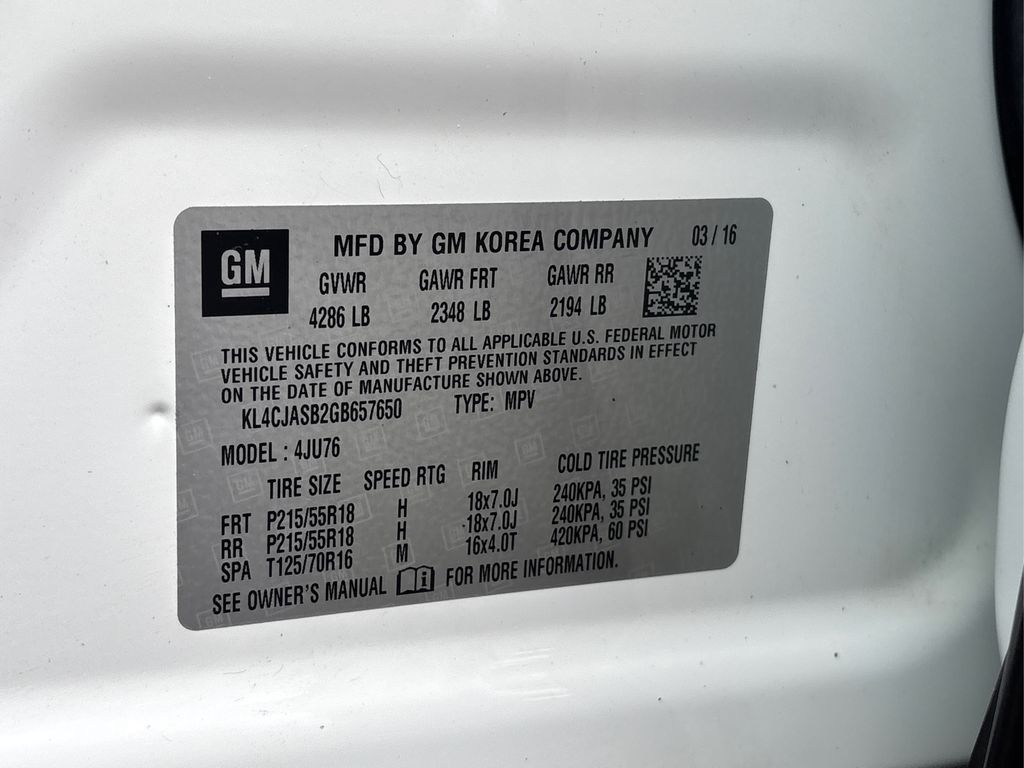 GM
MFD BY GM KOREA COMPANY 03 / 16
GVWR GAWR FRT GAWR RR
4286 LB 2348 LB 2194 LB
THIS VEHICLE CONFORMS TO ALL APPLICABLE U.S. FEDERAL MOTOR
VEHICLE SAFETY AND THEFT PREVENTION STANDARDS IN EFFECT
ON THE DATE OF MANUFACTURE SHOWN ABOVE.
KL4CJASB2GB657650 TYPE: MPV
MODEL : 4JU76
TIRE SIZE SPEED RTG RIM COLD TIRE PRESSURE
FRT P215/55R18 H 18x7.0J 240KPA, 35 PSI
RR P215/55R18 H 18x7.0J 240KPA, 35 PSI
SPA T125/70R16 M 16x4.0T 420KPA, 60 PSI
SEE OWNER'S MANUAL FOR MORE INFORMATION.